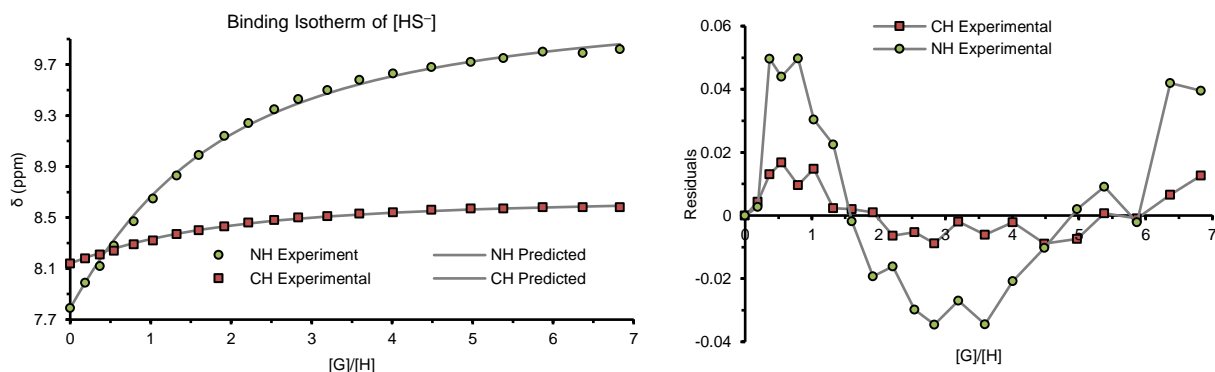 Binding Isotherm of [HS⁻]
δ (ppm)
9.7
9.3
8.9
8.5
8.1
7.7
NH Experiment
NH Predicted
CH Experimental
CH Predicted
0 1 2 3 4 5 6 7
[G]/[H]
CH Experimental
NH Experimental
Residuals
0.06
0.04
0.02
0
-0.02
-0.04
0 1 2 3 4 5 6 7
[G]/[H]